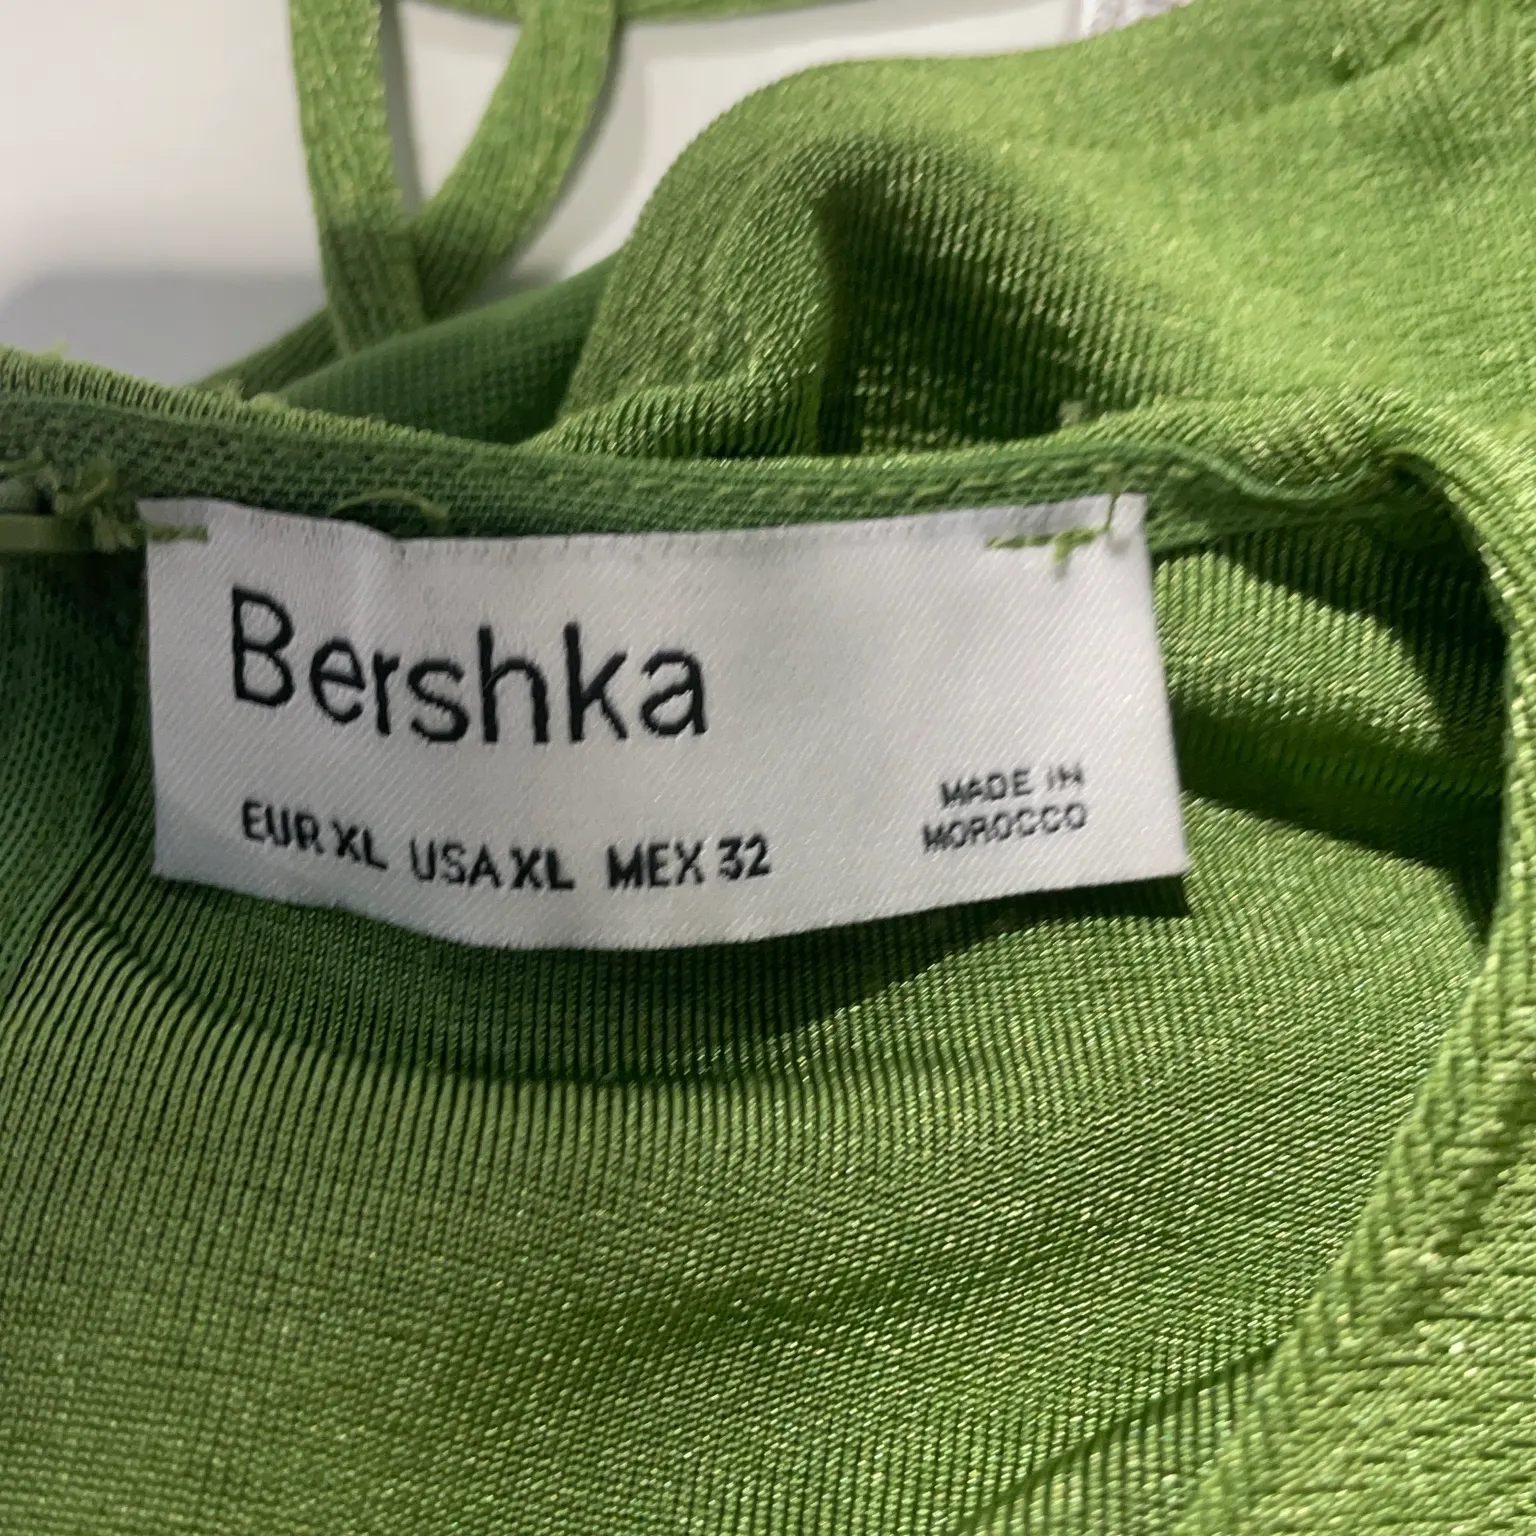 Bershka
EUR XL USA XL MEX 32
MADE IN
MOROCCO